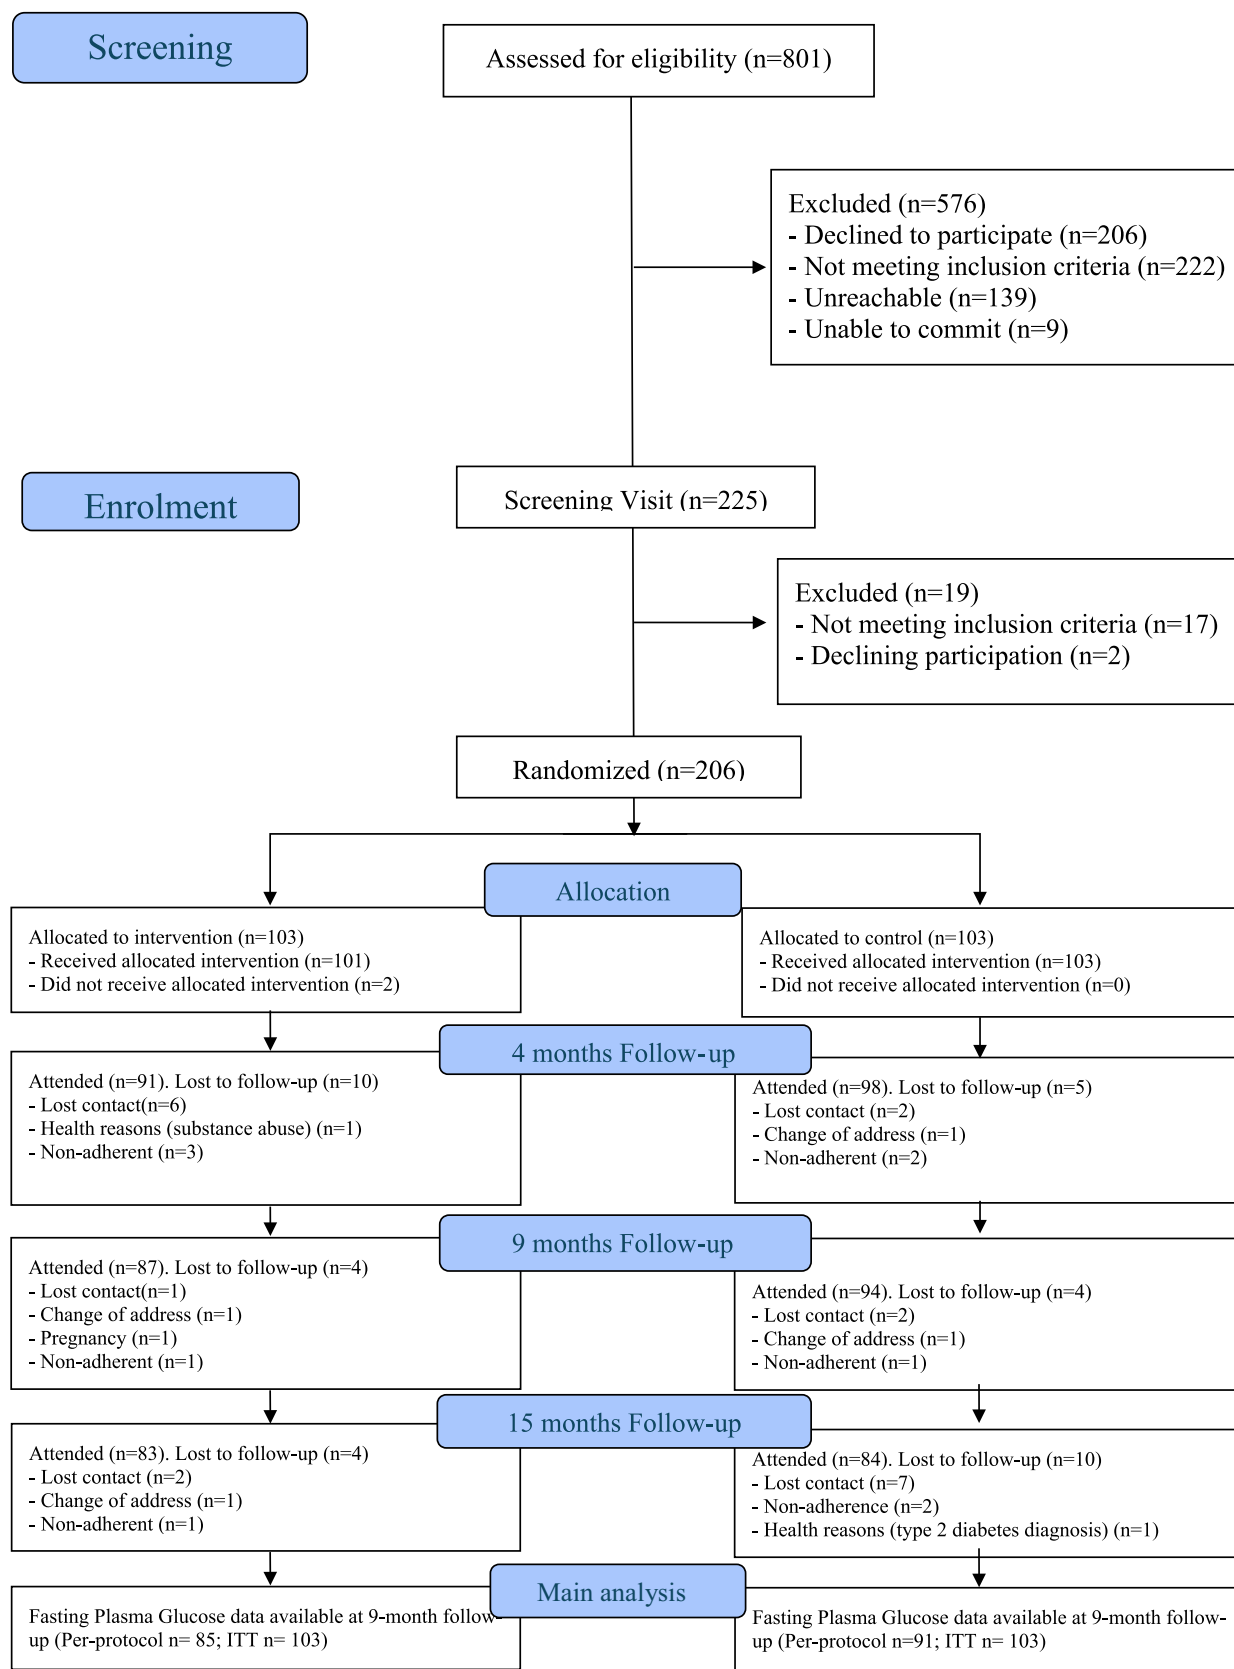 Screening
Assessed for eligibility (n=801)
Excluded (n=576)
- Declined to participate (n=206)
- Not meeting inclusion criteria (n=222)
- Unreachable (n=139)
- Unable to commit (n=9)
Enrolment
Screening Visit (n=225)
Excluded (n=19)
- Not meeting inclusion criteria (n=17)
- Declining participation (n=2)
Randomized (n=206)
Allocation
Allocated to intervention (n=103)
- Received allocated intervention (n=101)
- Did not receive allocated intervention (n=2)
Allocated to control (n=103)
- Received allocated intervention (n=103)
- Did not receive allocated intervention (n=0)
4 months Follow-up
Attended (n=91). Lost to follow-up (n=10)
- Lost contact(n=6)
- Health reasons (substance abuse) (n=1)
- Non-adherent (n=3)
Attended (n=98). Lost to follow-up (n=5)
- Lost contact (n=2)
- Change of address (n=1)
- Non-adherent (n=2)
9 months Follow-up
Attended (n=87). Lost to follow-up (n=4)
- Lost contact(n=1)
- Change of address (n=1)
- Pregnancy (n=1)
- Non-adherent (n=1)
Attended (n=94). Lost to follow-up (n=4)
- Lost contact (n=2)
- Change of address (n=1)
- Non-adherent (n=1)
15 months Follow-up
Attended (n=83). Lost to follow-up (n=4)
- Lost contact (n=2)
- Change of address (n=1)
- Non-adherent (n=1)
Attended (n=84). Lost to follow-up (n=10)
- Lost contact (n=7)
- Non-adherence (n=2)
- Health reasons (type 2 diabetes diagnosis) (n=1)
Main analysis
Fasting Plasma Glucose data available at 9-month follow-
up (Per-protocol n= 85; ITT n= 103)
Fasting Plasma Glucose data available at 9-month follow-
up (Per-protocol n=91; ITT n= 103)